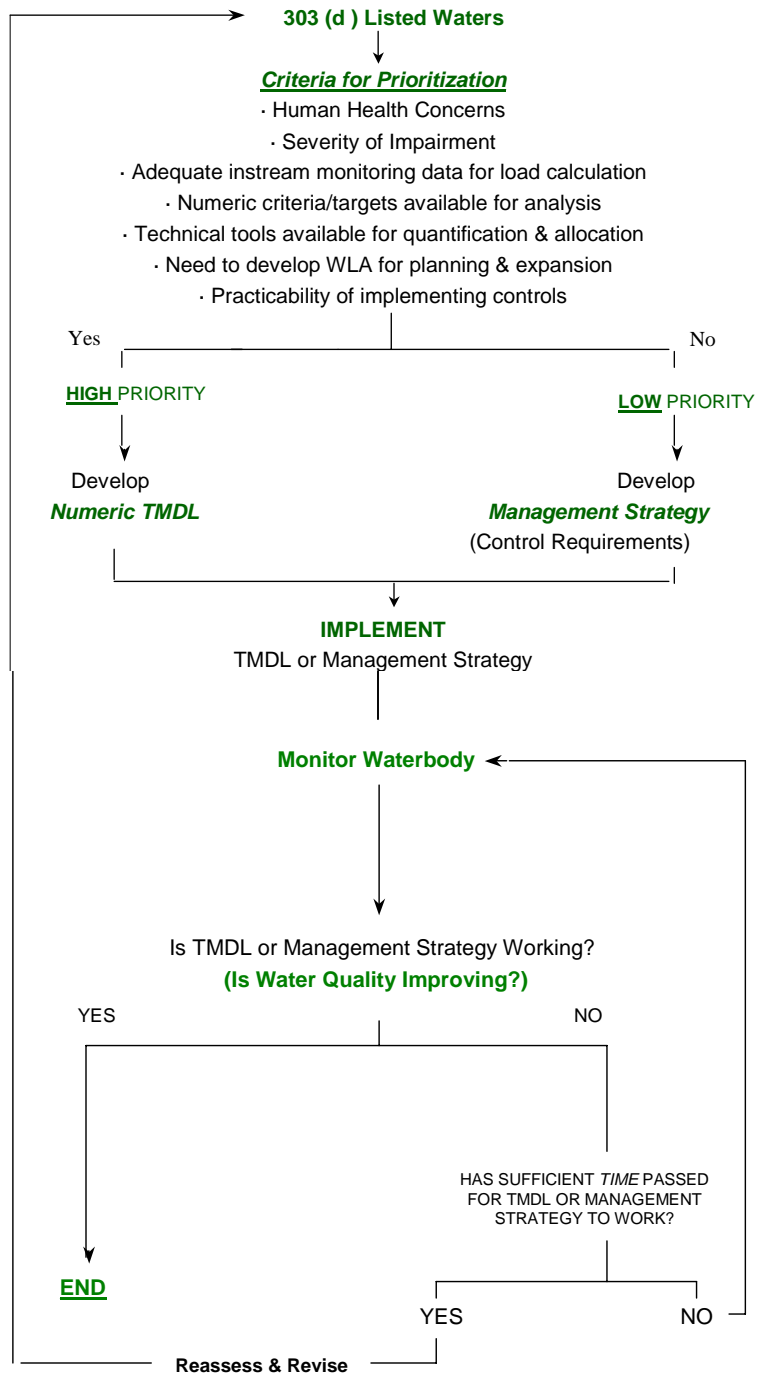 303 (d ) Listed Waters
Criteria for Prioritization
· Human Health Concerns
· Severity of Impairment
· Adequate instream monitoring data for load calculation
· Numeric criteria/targets available for analysis
· Technical tools available for quantification & allocation
· Need to develop WLA for planning & expansion
· Practicability of implementing controls
Yes
No
HIGH PRIORITY
LOW PRIORITY
Develop
Numeric TMDL
Develop
Management Strategy
(Control Requirements)
IMPLEMENT
TMDL or Management Strategy
Monitor Waterbody
Is TMDL or Management Strategy Working?
(Is Water Quality Improving?)
YES
NO
HAS SUFFICIENT TIME PASSED
FOR TMDL OR MANAGEMENT
STRATEGY TO WORK?
END
YES
NO
Reassess & Revise